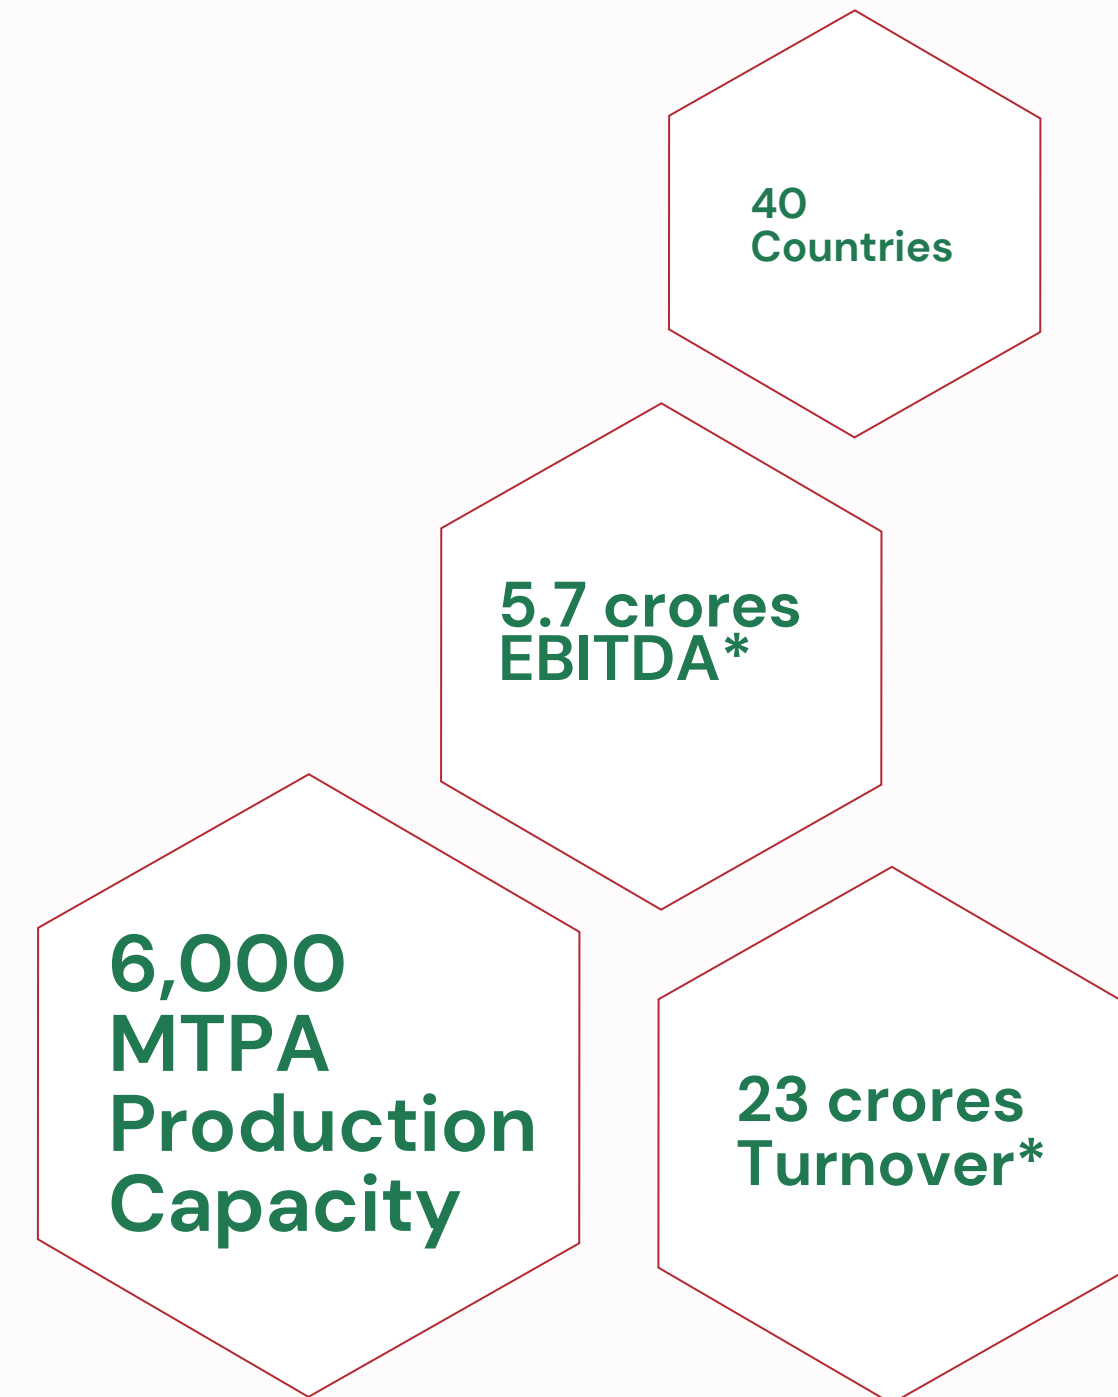 40
Countries
5.7 crores
EBITDA*
6,000
MTPA
Production
Capacity
23 crores
Turnover*